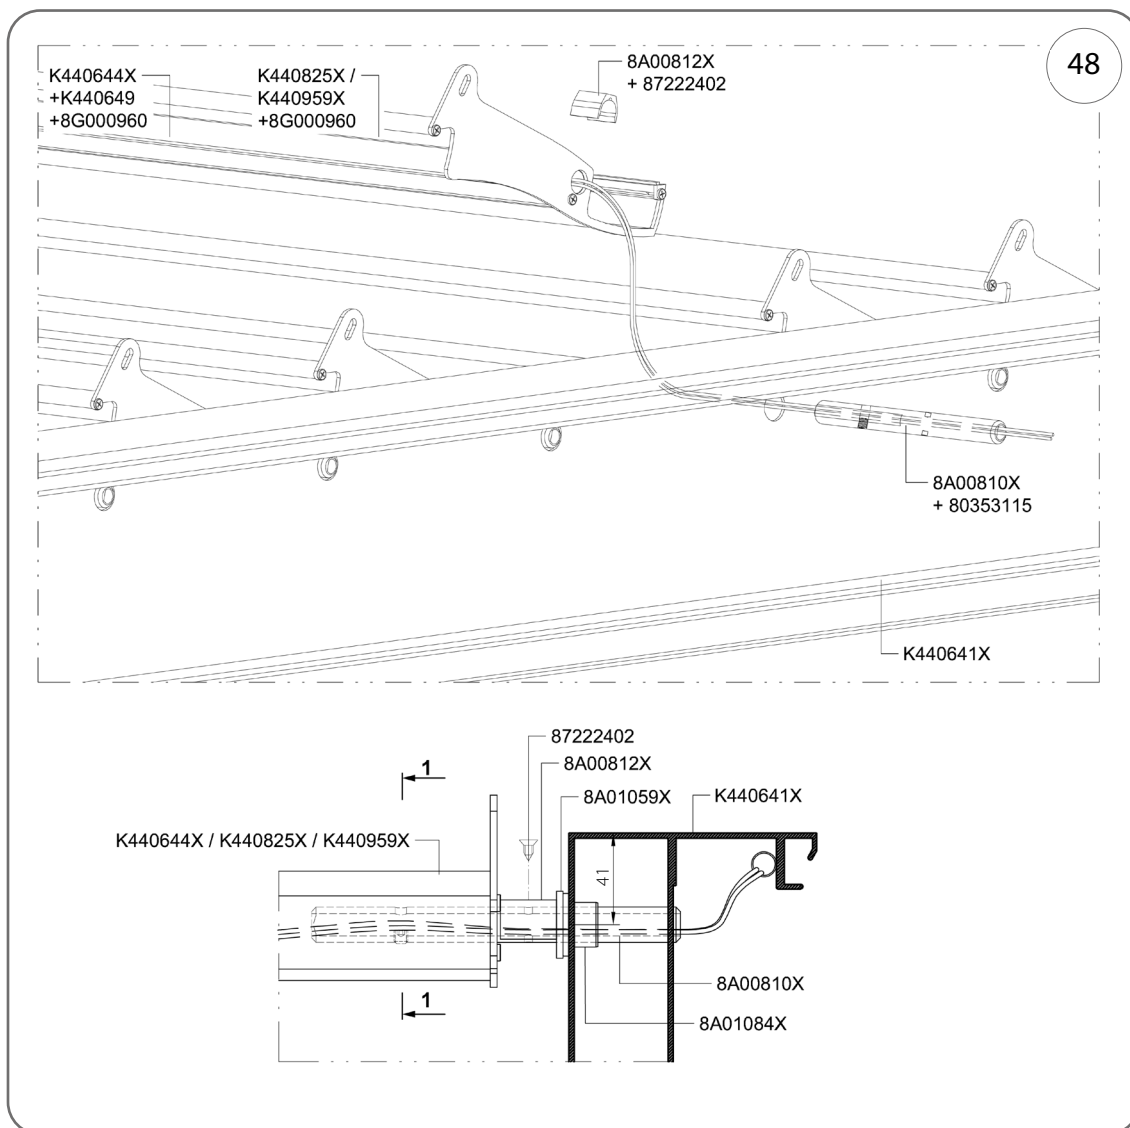 48
K440644X
+K440649
+8G000960
K440825X /
K440959X
+8G000960
8A00812X
+ 87222402
8A00810X
+ 80353115
K440641X
87222402
8A00812X
8A01059X
K440641X
1
K440644X / K440825X / K440959X
41
8A00810X
1
8A01084X